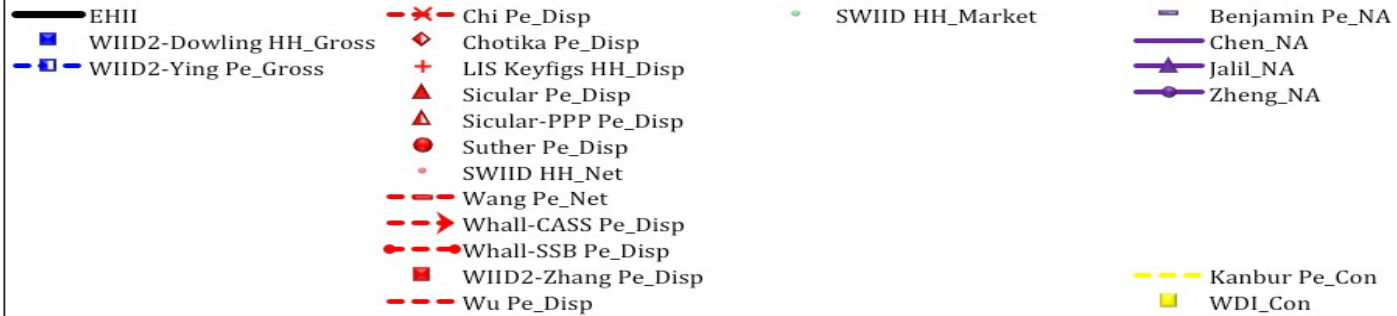 EHII
WIID2-Dowling HH_Gross
WIID2-Ying Pe_Gross
Chi Pe_Disp
Chotika Pe_Disp
LIS Keyfigs HH_Disp
Sicular Pe_Disp
Sicular-PPP Pe_Disp
Suther Pe_Disp
SWIID HH_Net
Wang Pe_Net
Whall-CASS Pe_Disp
Whall-SSB Pe_Disp
WIID2-Zhang Pe_Disp
Wu Pe_Disp
SWIID HH_Market
Benjamin Pe_NA
Chen_NA
Jalil_NA
Zheng_NA
Kanbur Pe_Con
WDI_Con